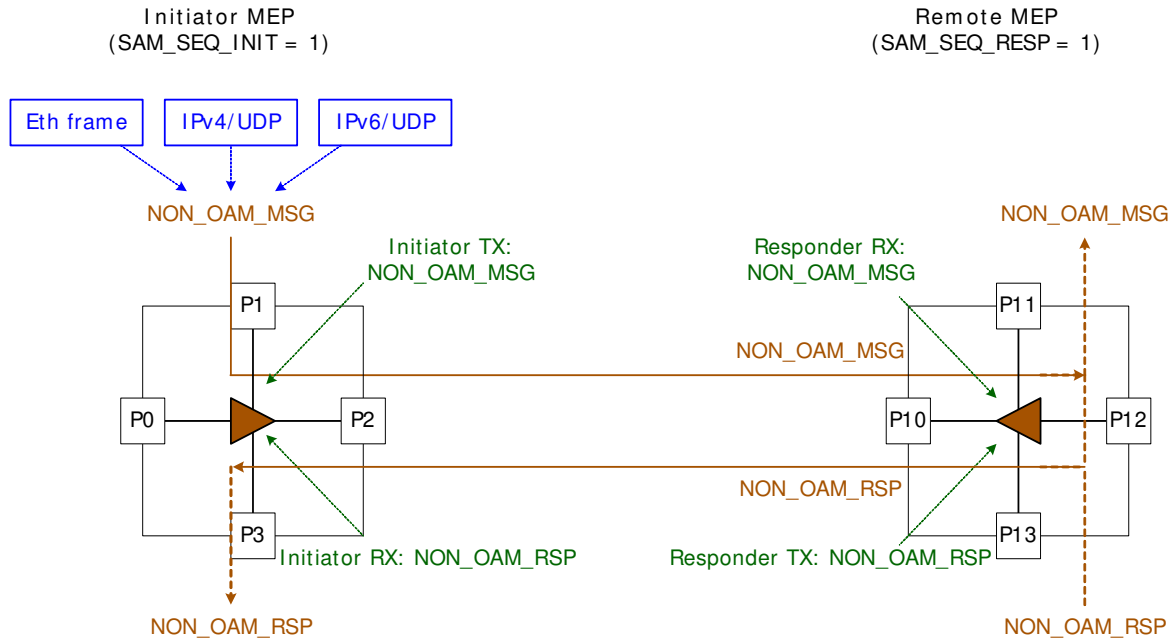 Initiator MEP
(SAM_SEQ_INIT = 1)
Remote MEP
(SAM_SEQ_RESP = 1)
Eth frame
IPv4/UDP
IPv6/UDP
NON_OAM_MSG
NON_OAM_MSG
Initiator TX:
NON_OAM_MSG
Responder RX:
NON_OAM_MSG
P1
P11
NON_OAM_MSG
P0
P2
P10
P12
NON_OAM_RSP
P3
P13
Initiator RX: NON_OAM_RSP
Responder TX: NON_OAM_RSP
NON_OAM_RSP
NON_OAM_RSP